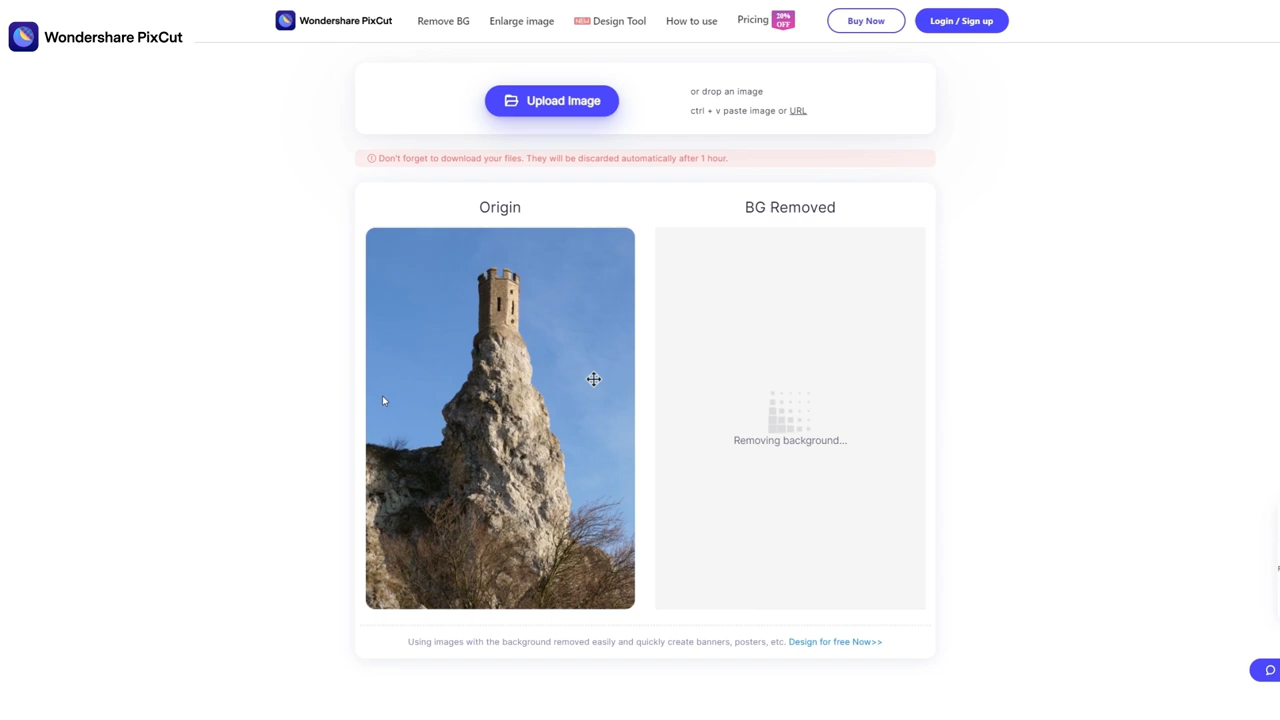 Wondershare PixCut
Wondershare PixCut
Remove BG
Enlarge image
NEW Design Tool
How to use
Pricing
20%
OFF
Buy Now
Login / Sign up
Upload Image
or drop an image
ctrl + v paste image or URL
Don't forget to download your files. They will be discarded automatically after 1 hour.
Origin
BG Removed
Removing background...
Using images with the background removed easily and quickly create banners, posters, etc. Design for free Now>>